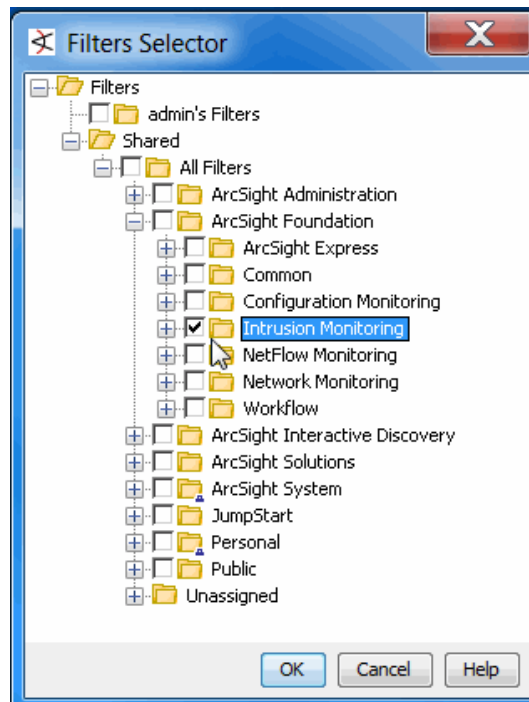 Filters Selector
Filters
admin's Filters
Shared
All Filters
ArcSight Administration
ArcSight Foundation
ArcSight Express
Common
Configuration Monitoring
Intrusion Monitoring
NetFlow Monitoring
Network Monitoring
Workflow
ArcSight Interactive Discovery
ArcSight Solutions
ArcSight System
JumpStart
Personal
Public
Unassigned
OK Cancel Help